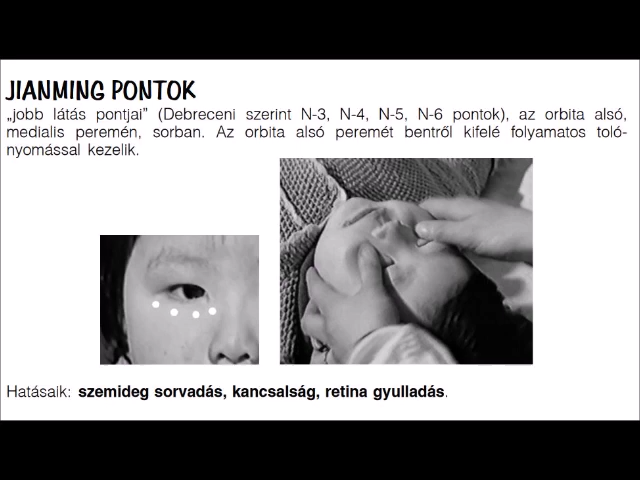 JIANMING PONTOK
„jobb látás pontjai” (Debreceni szerint N-3, N-4, N-5, N-6 pontok), az orbita alsó,
medialis peremén, sorban. Az orbita alsó peremét bentről kifelé folyamatos toló-
nyomással kezelik.
Hatásaik: szemideg sorvadás, kancsalság, retina gyulladás.